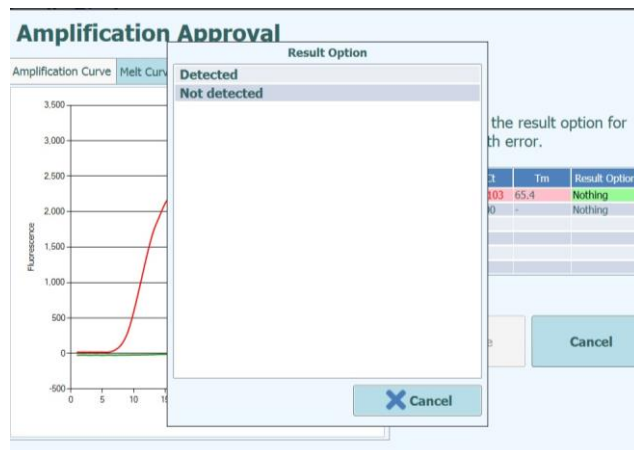 Amplification Approval
Result Option
Amplification Curve Melt Curv
Detected
Not detected
the result option for
th error.
Ct Tm Result Option
103 65.4 Nothing
00 - Nothing
3.500
3.000
2.000
1,500
1.000
500
0
-500
Fluorescence
0 5 10 15
Cancel
Cancel